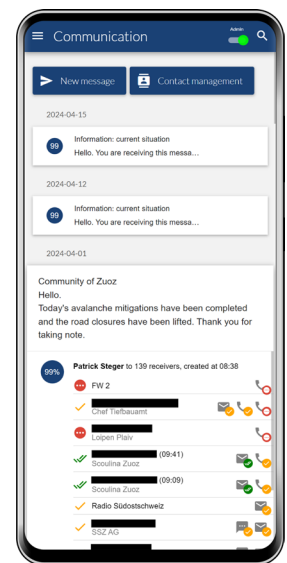 Communication
Admin
New message
Contact management
2024-04-15
99
Information: current situation
Hello. You are receiving this messa...
2024-04-12
99
Information: current situation
Hello. You are receiving this messa...
2024-04-01
Community of Zuoz
Hello.
Today's avalanche mitigations have been completed
and the road closures have been lifted. Thank you for
taking note.
99%
Patrick Steger to 139 receivers, created at 08:38
FW 2
Chef Tiefbauamt
Loipen Plaiv
(09:41)
Scoulina Zuoz
(09:09)
Scoulina Zuoz
Radio Südostschweiz
SSZ AG